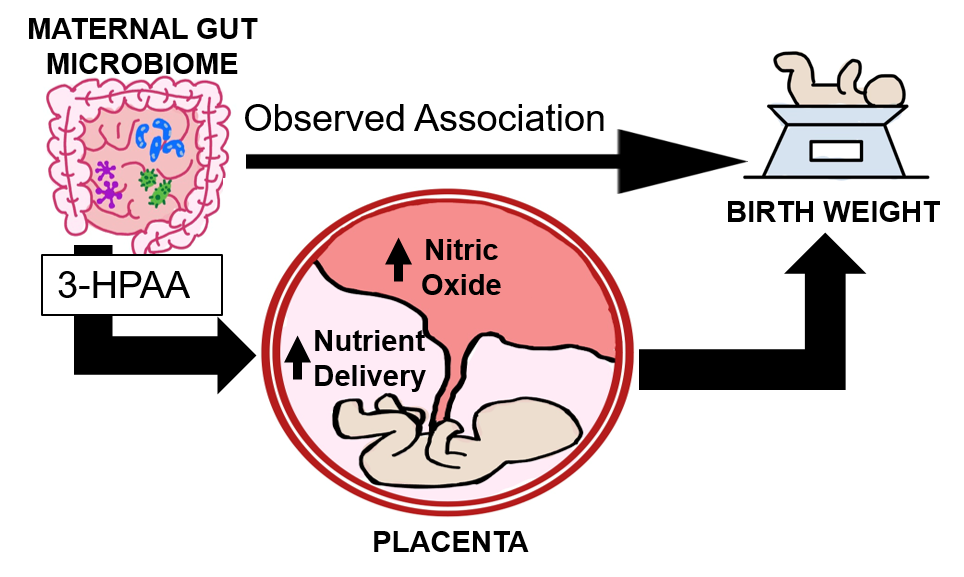 MATERNAL GUT
MICROBIOME
Observed Association
BIRTH WEIGHT
3-HPAA
Nitric
Oxide
Nutrient
Delivery
PLACENTA